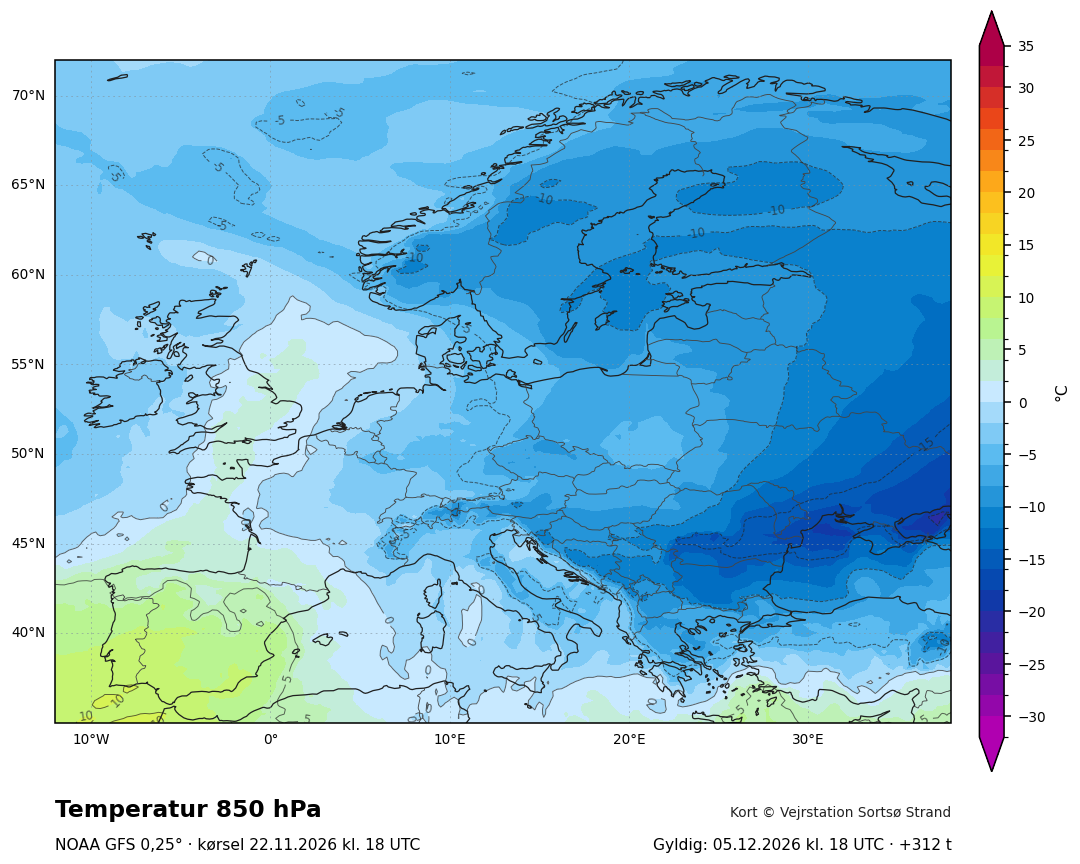 70°N
65°N
60°N
55°N
50°N
45°N
40°N
10°W
0°
10°E
20°E
30°E
35
30
25
20
15
10
5
0
−5
−10
−15
−20
−25
−30
°C
Temperatur 850 hPa
Kort © Vejrstation Sortsø Strand
NOAA GFS 0,25° · kørsel 22.11.2026 kl. 18 UTC
Gyldig: 05.12.2026 kl. 18 UTC · +312 t